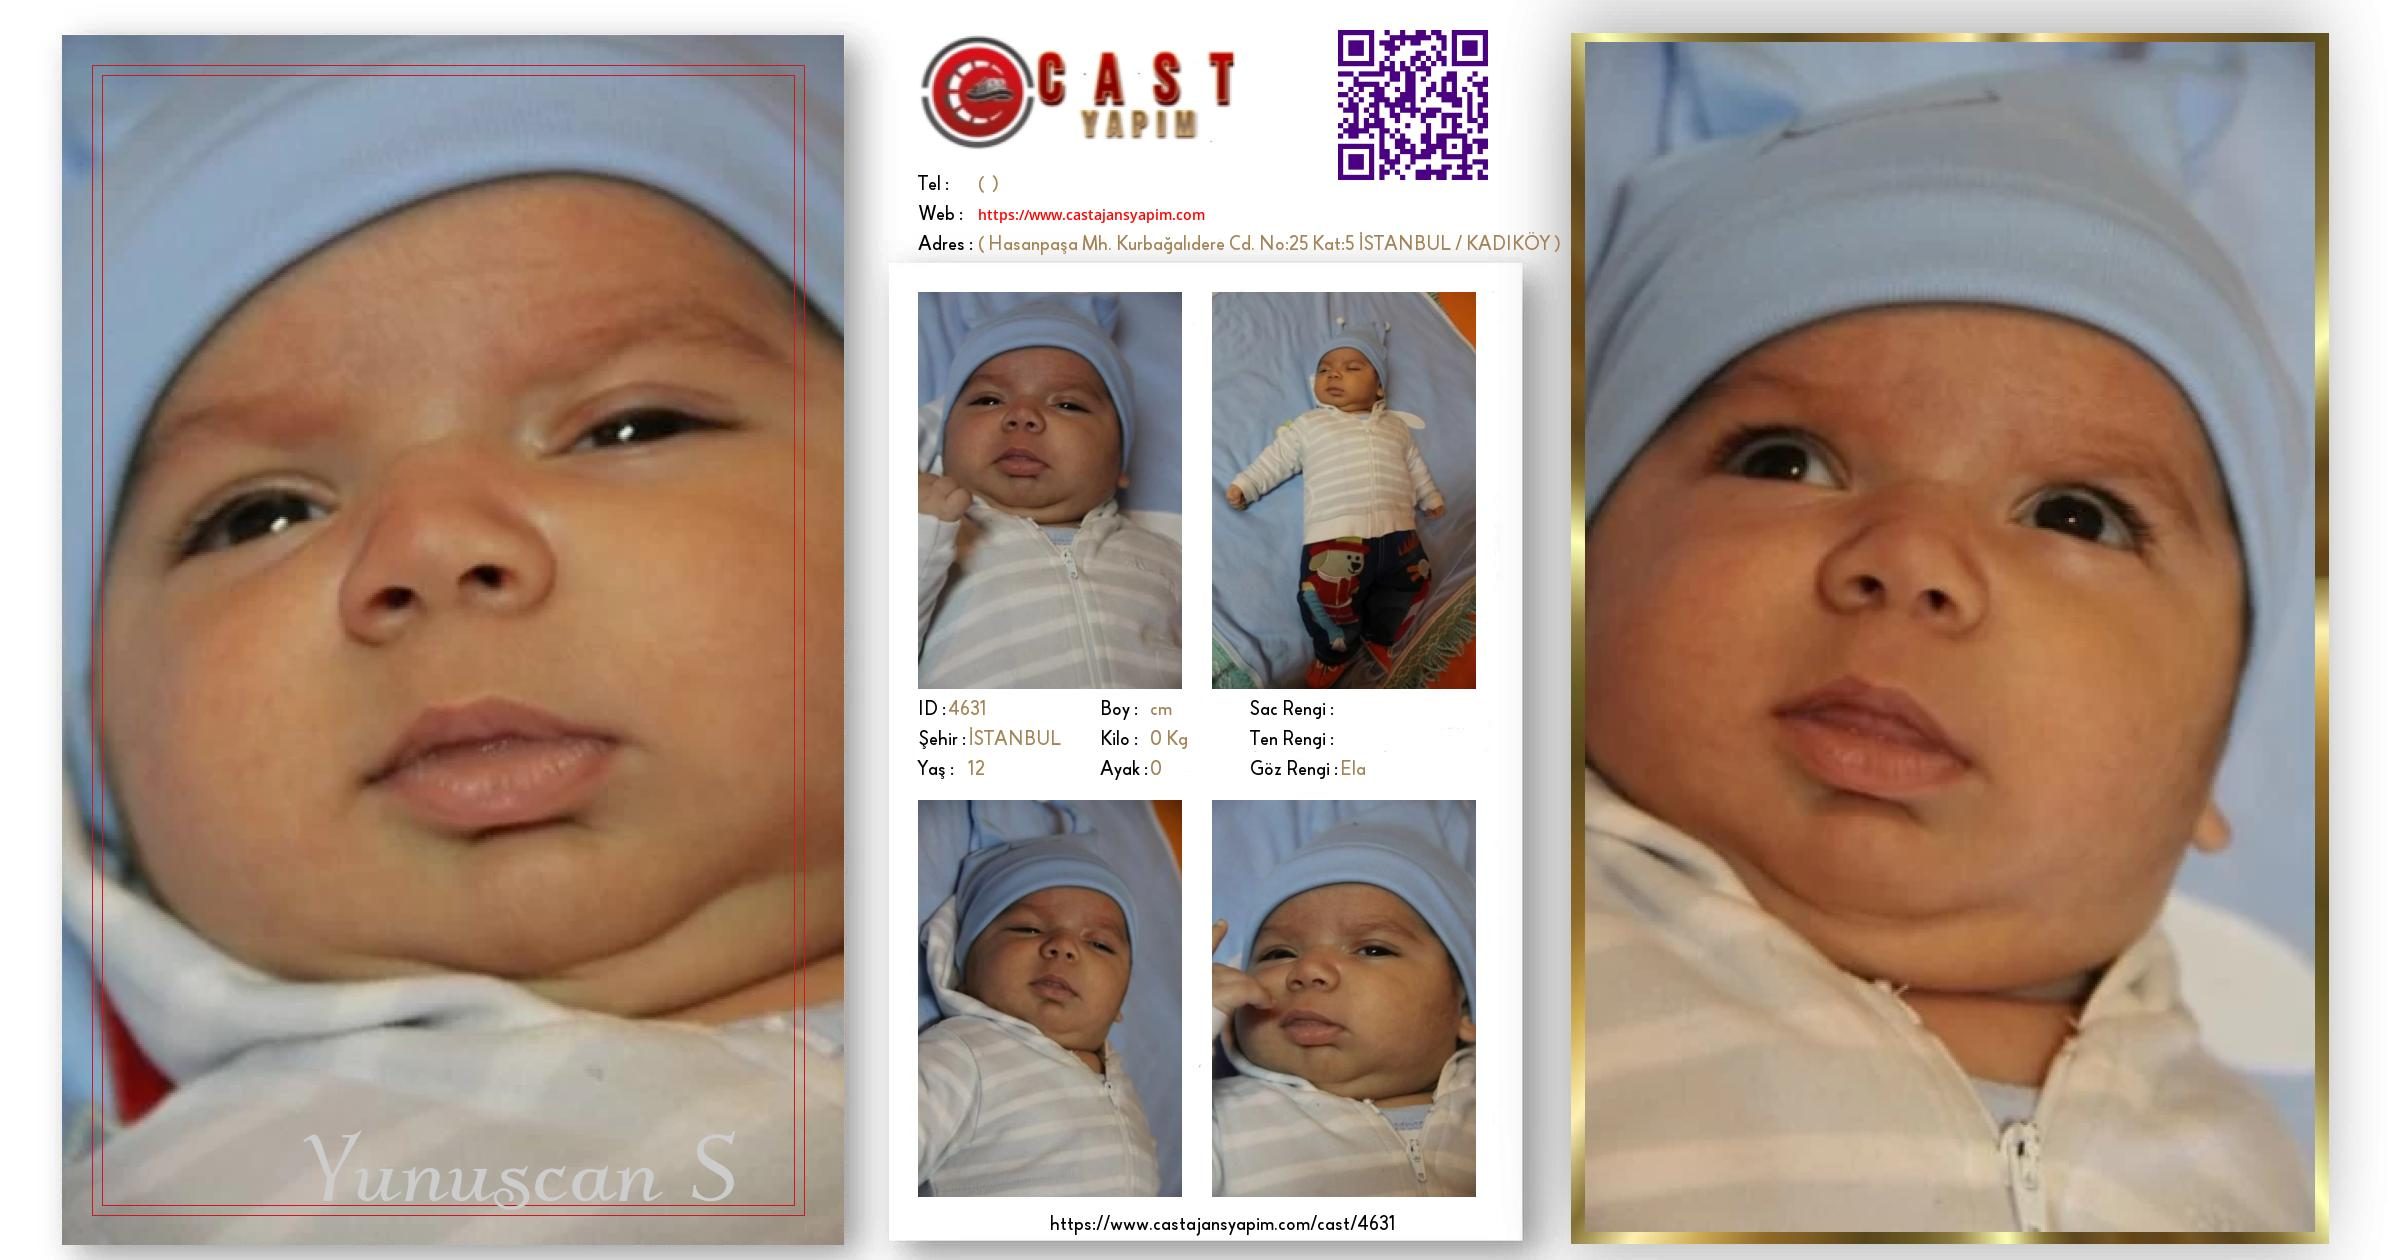 CAST
YAPIM
Tel : ( )
Web : https://www.castajansyapim.com
Adres : ( Hasanpaşa Mh. Kurbağalıdere Cd. No:25 Kat:5 İSTANBUL / KADIKÖY )
ID : 4631 Boy : cm Sac Rengi :
Şehir : İSTANBUL Kilo : 0 Kg Ten Rengi :
Yaş : 12 Ayak : 0 Göz Rengi : Ela
Yunuscan S
https://www.castajansyapim.com/cast/4631